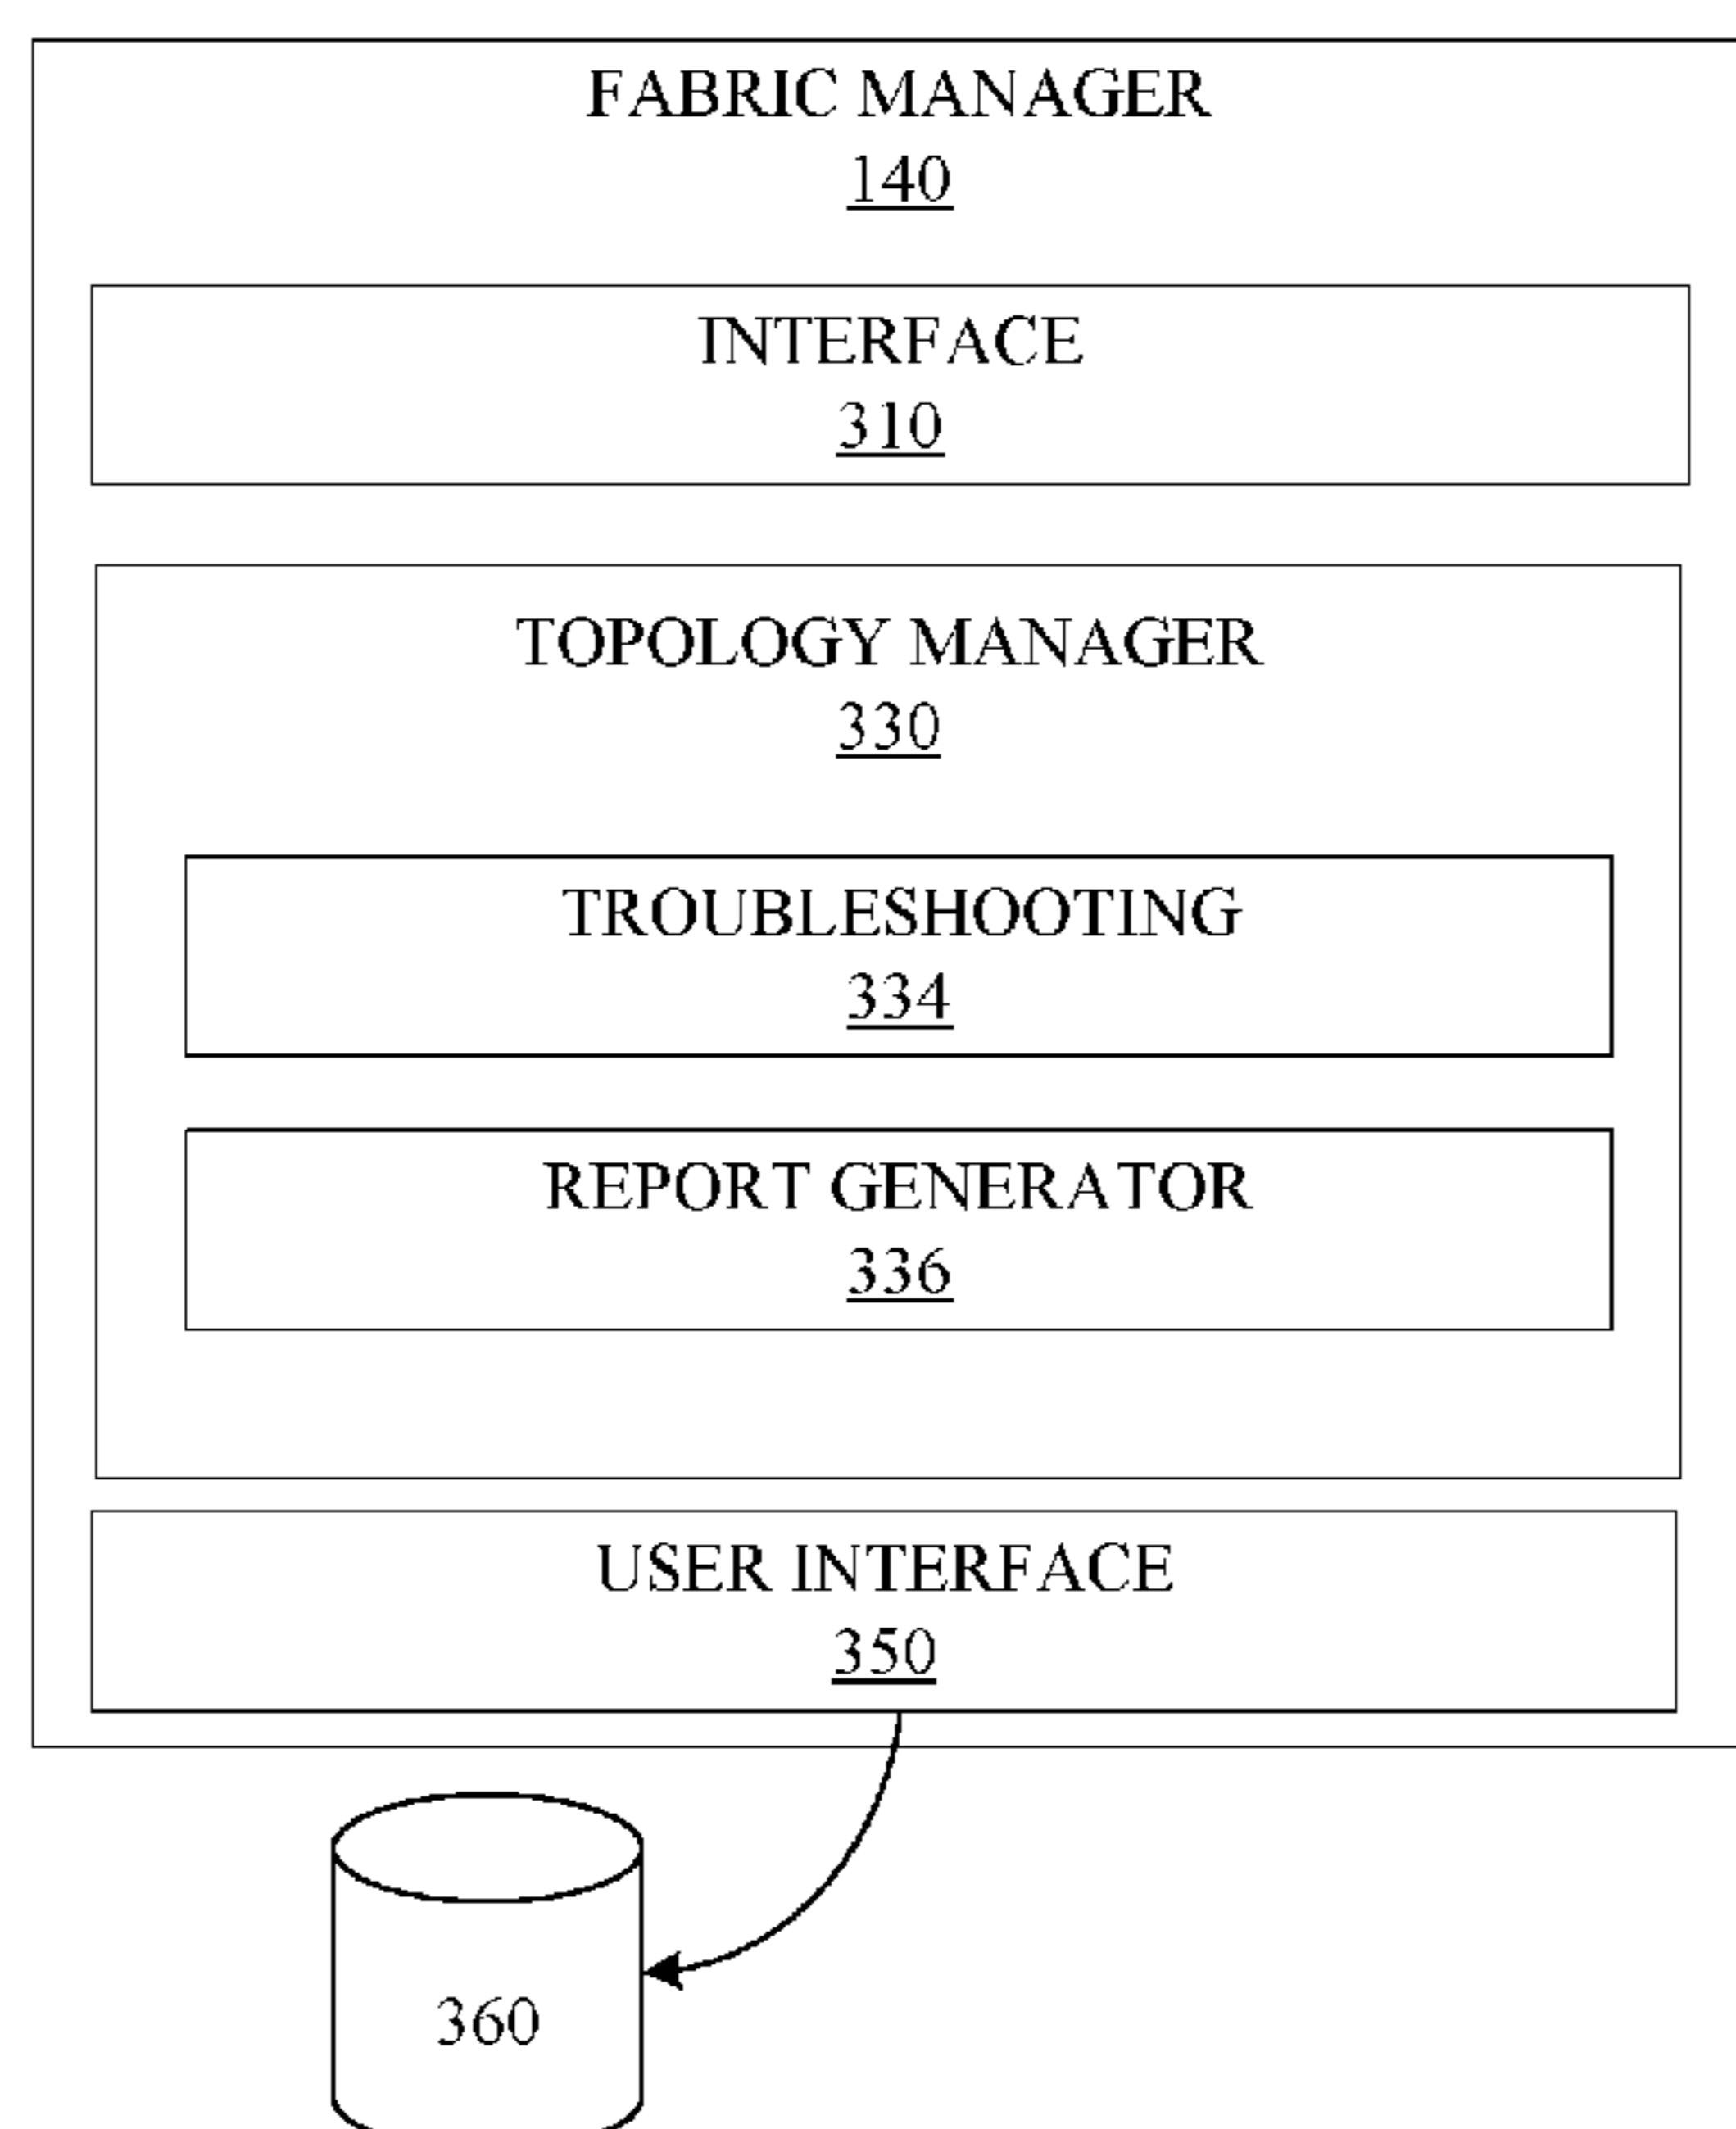 FABRIC MANAGER
140
INTERFACE
310
TOPOLOGY MANAGER
330
TROUBLESHOOTING
334
REPORT GENERATOR
336
USER INTERFACE
350
360